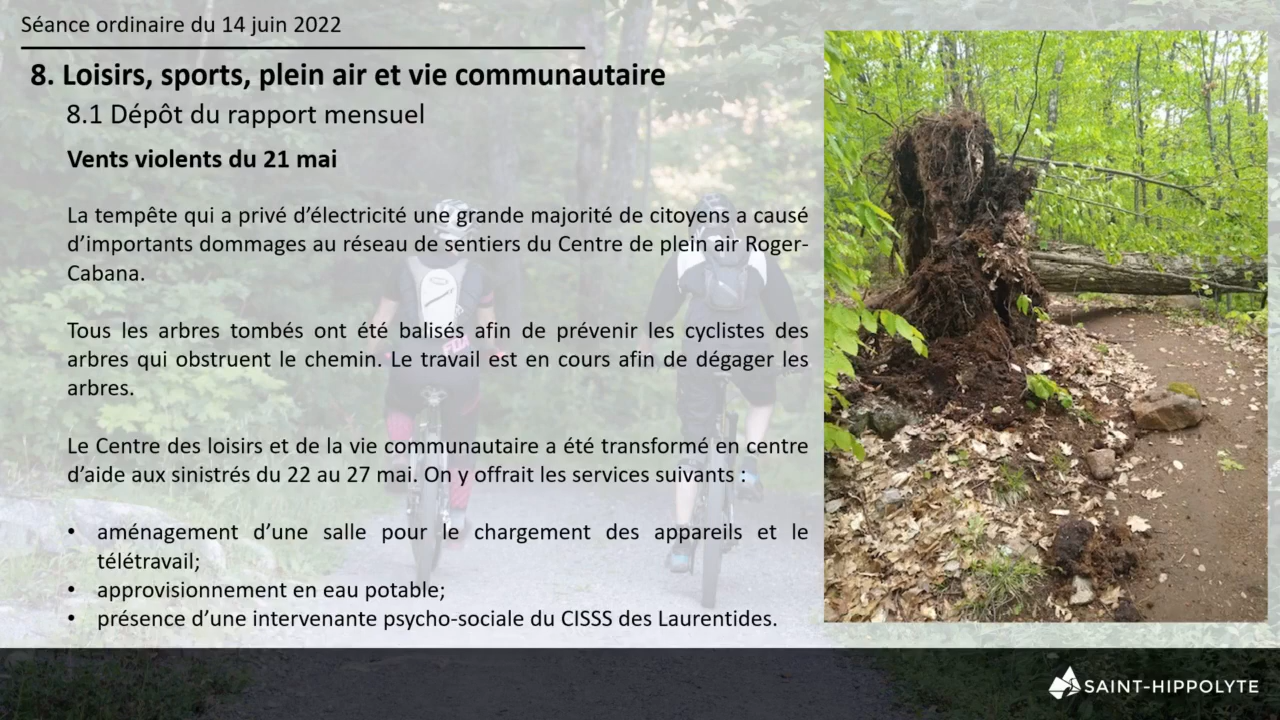 Séance ordinaire du 14 juin 2022
8. Loisirs, sports, plein air et vie communautaire
8.1 Dépôt du rapport mensuel
Vents violents du 21 mai
La tempête qui a privé d’électricité une grande majorité de citoyens a causé
d’importants dommages au réseau de sentiers du Centre de plein air Roger-
Cabana.
Tous les arbres tombés ont été balisés afin de prévenir les cyclistes des
arbres qui obstruent le chemin. Le travail est en cours afin de dégager les
arbres.
Le Centre des loisirs et de la vie communautaire a été transformé en centre
d’aide aux sinistrés du 22 au 27 mai. On y offrait les services suivants :
• aménagement d’une salle pour le chargement des appareils et le
télétravail;
• approvisionnement en eau potable;
• présence d’une intervenante psycho-sociale du CISSS des Laurentides.
SAINT-HIPPOLYTE